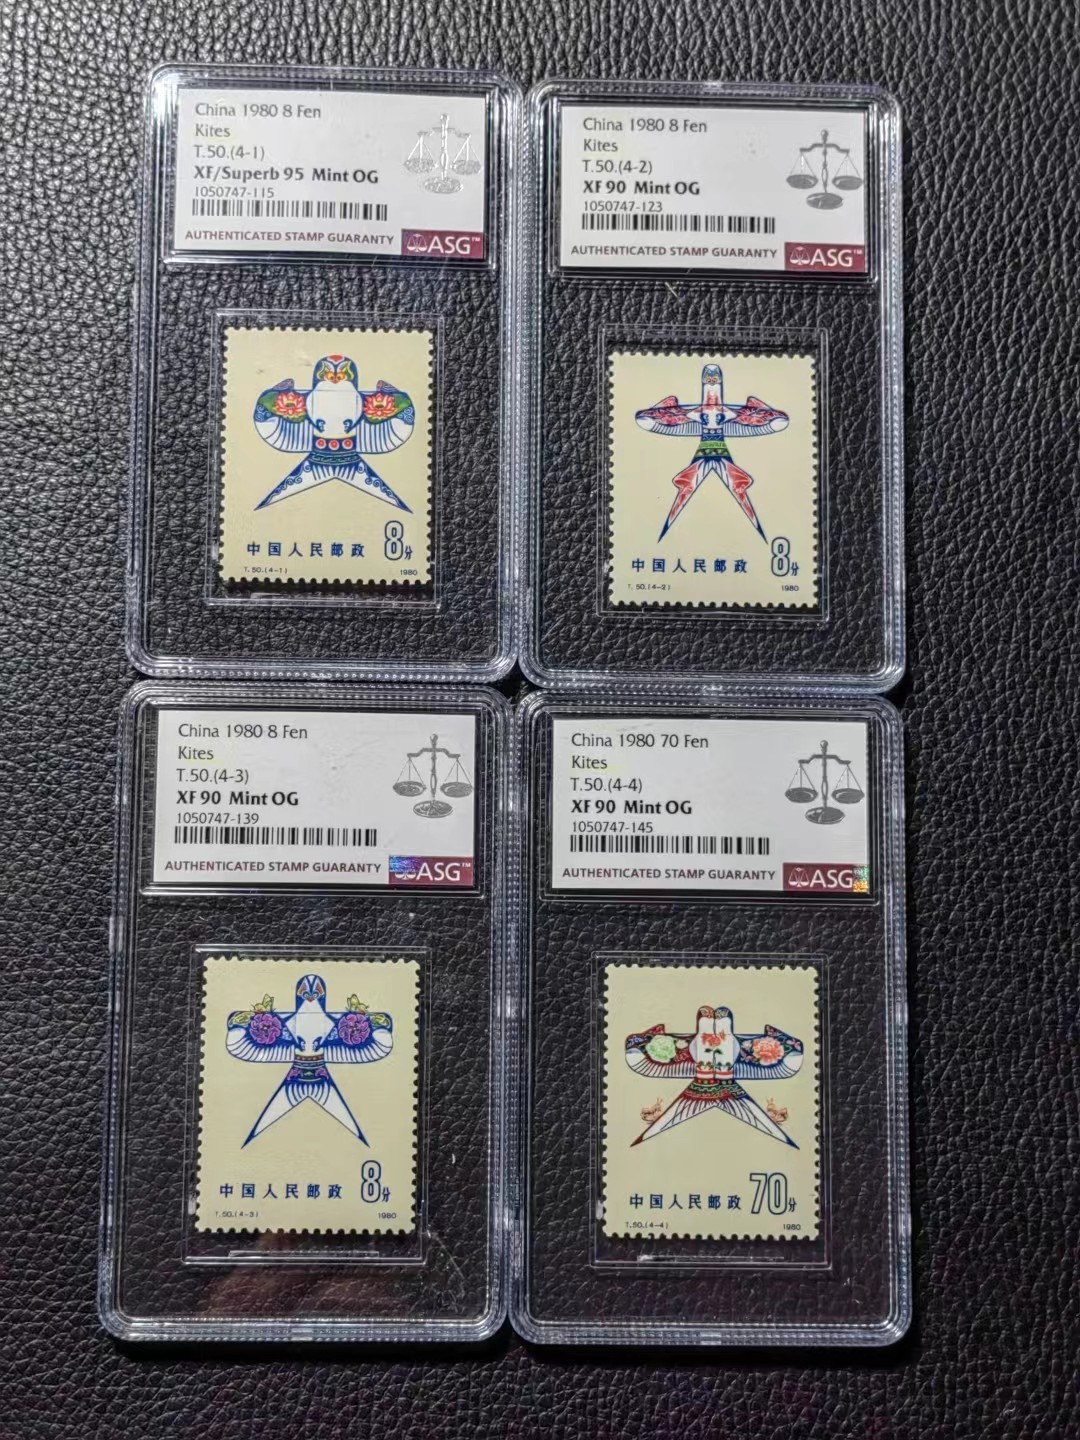 China 1980 8 Fen
Kites
T.50.(4-1)
XF/Superb 95 Mint OG
1050747-115
AUTHENTICATED STAMP GUARANTY ASG™
中国人民邮政 8分
T.50.(4-1) 1980
China 1980 8 Fen
Kites
T.50.(4-2)
XF 90 Mint OG
1050747-123
AUTHENTICATED STAMP GUARANTY ASG™
中国人民邮政 8分
T.50.(4-2) 1980
China 1980 8 Fen
Kites
T.50.(4-3)
XF 90 Mint OG
1050747-139
AUTHENTICATED STAMP GUARANTY ASG™
中国人民邮政 8分
T.50.(4-3) 1980
China 1980 70 Fen
Kites
T.50.(4-4)
XF 90 Mint OG
1050747-145
AUTHENTICATED STAMP GUARANTY ASG
中国人民邮政 70分
T.50.(4-4) 1980